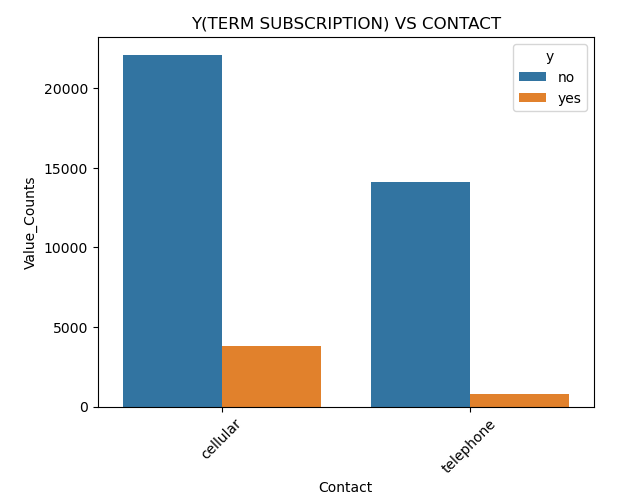 Y(TERM SUBSCRIPTION) VS CONTACT
y
no
yes
20000
15000
10000
5000
0
Value_Counts
cellular
telephone
Contact